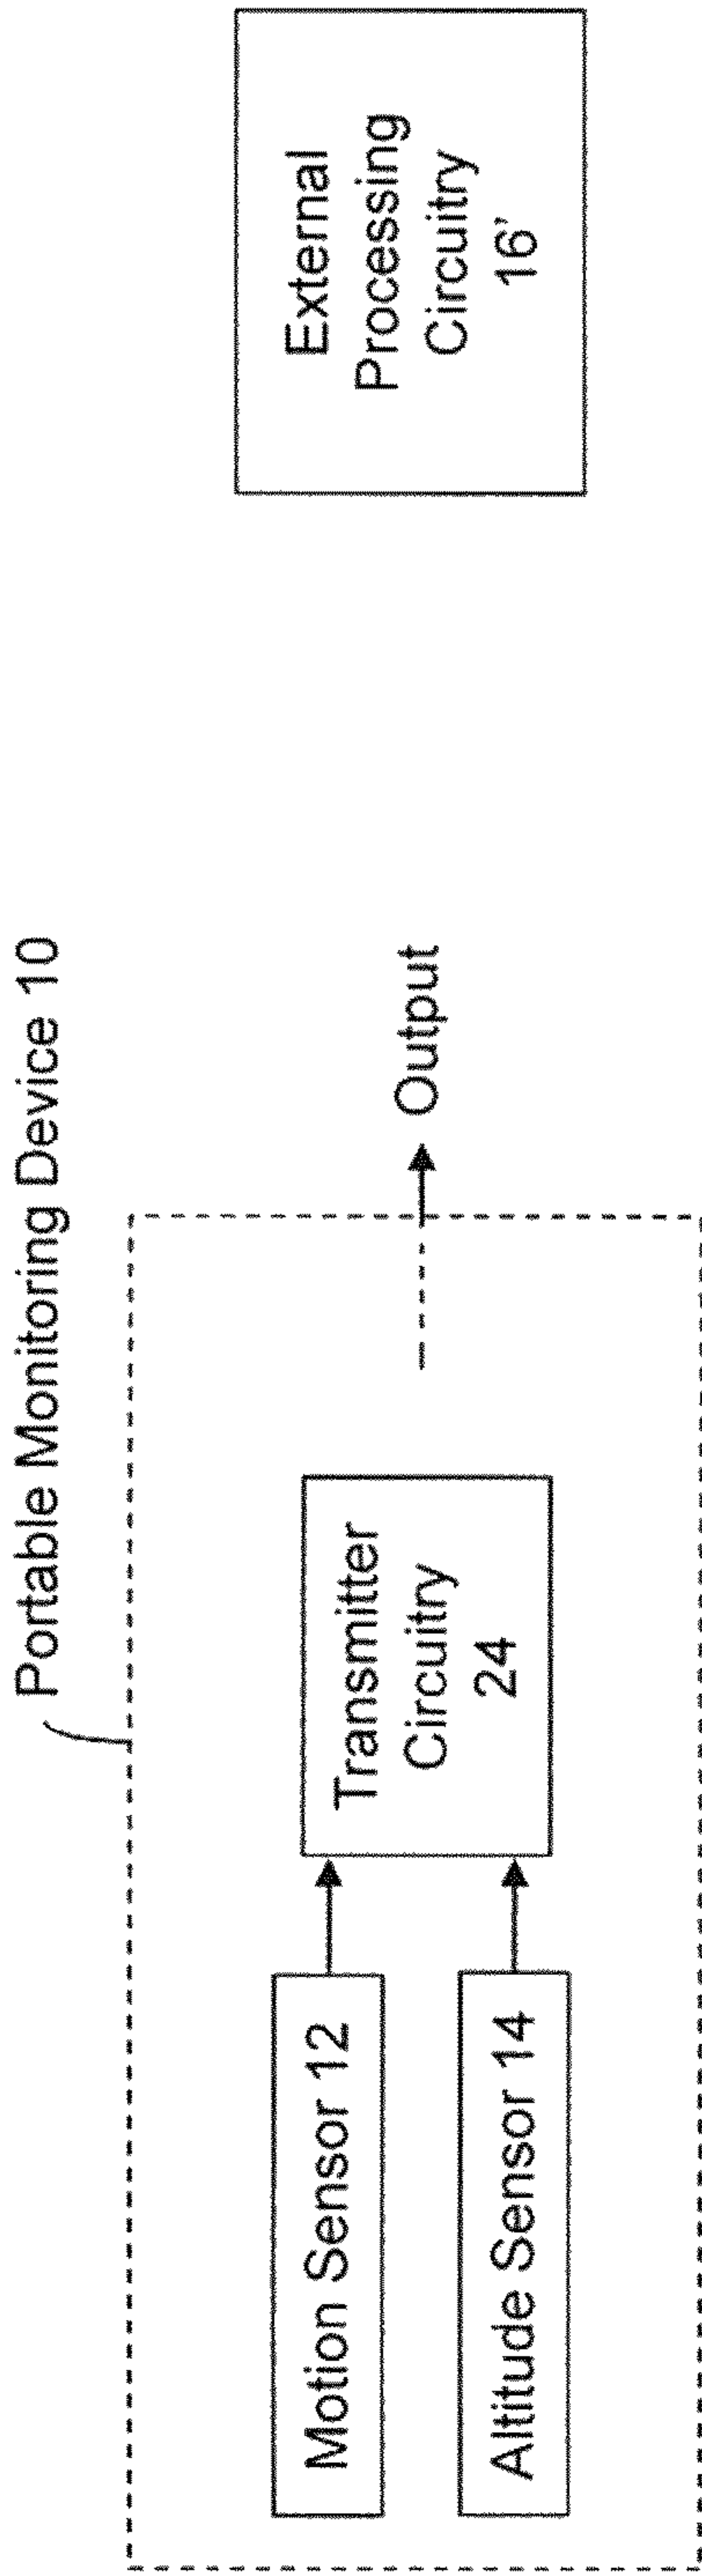 Portable Monitoring Device 10
Motion Sensor 12
Altitude Sensor 14
Transmitter
Circuitry
24
Output
External
Processing
Circuitry
16'